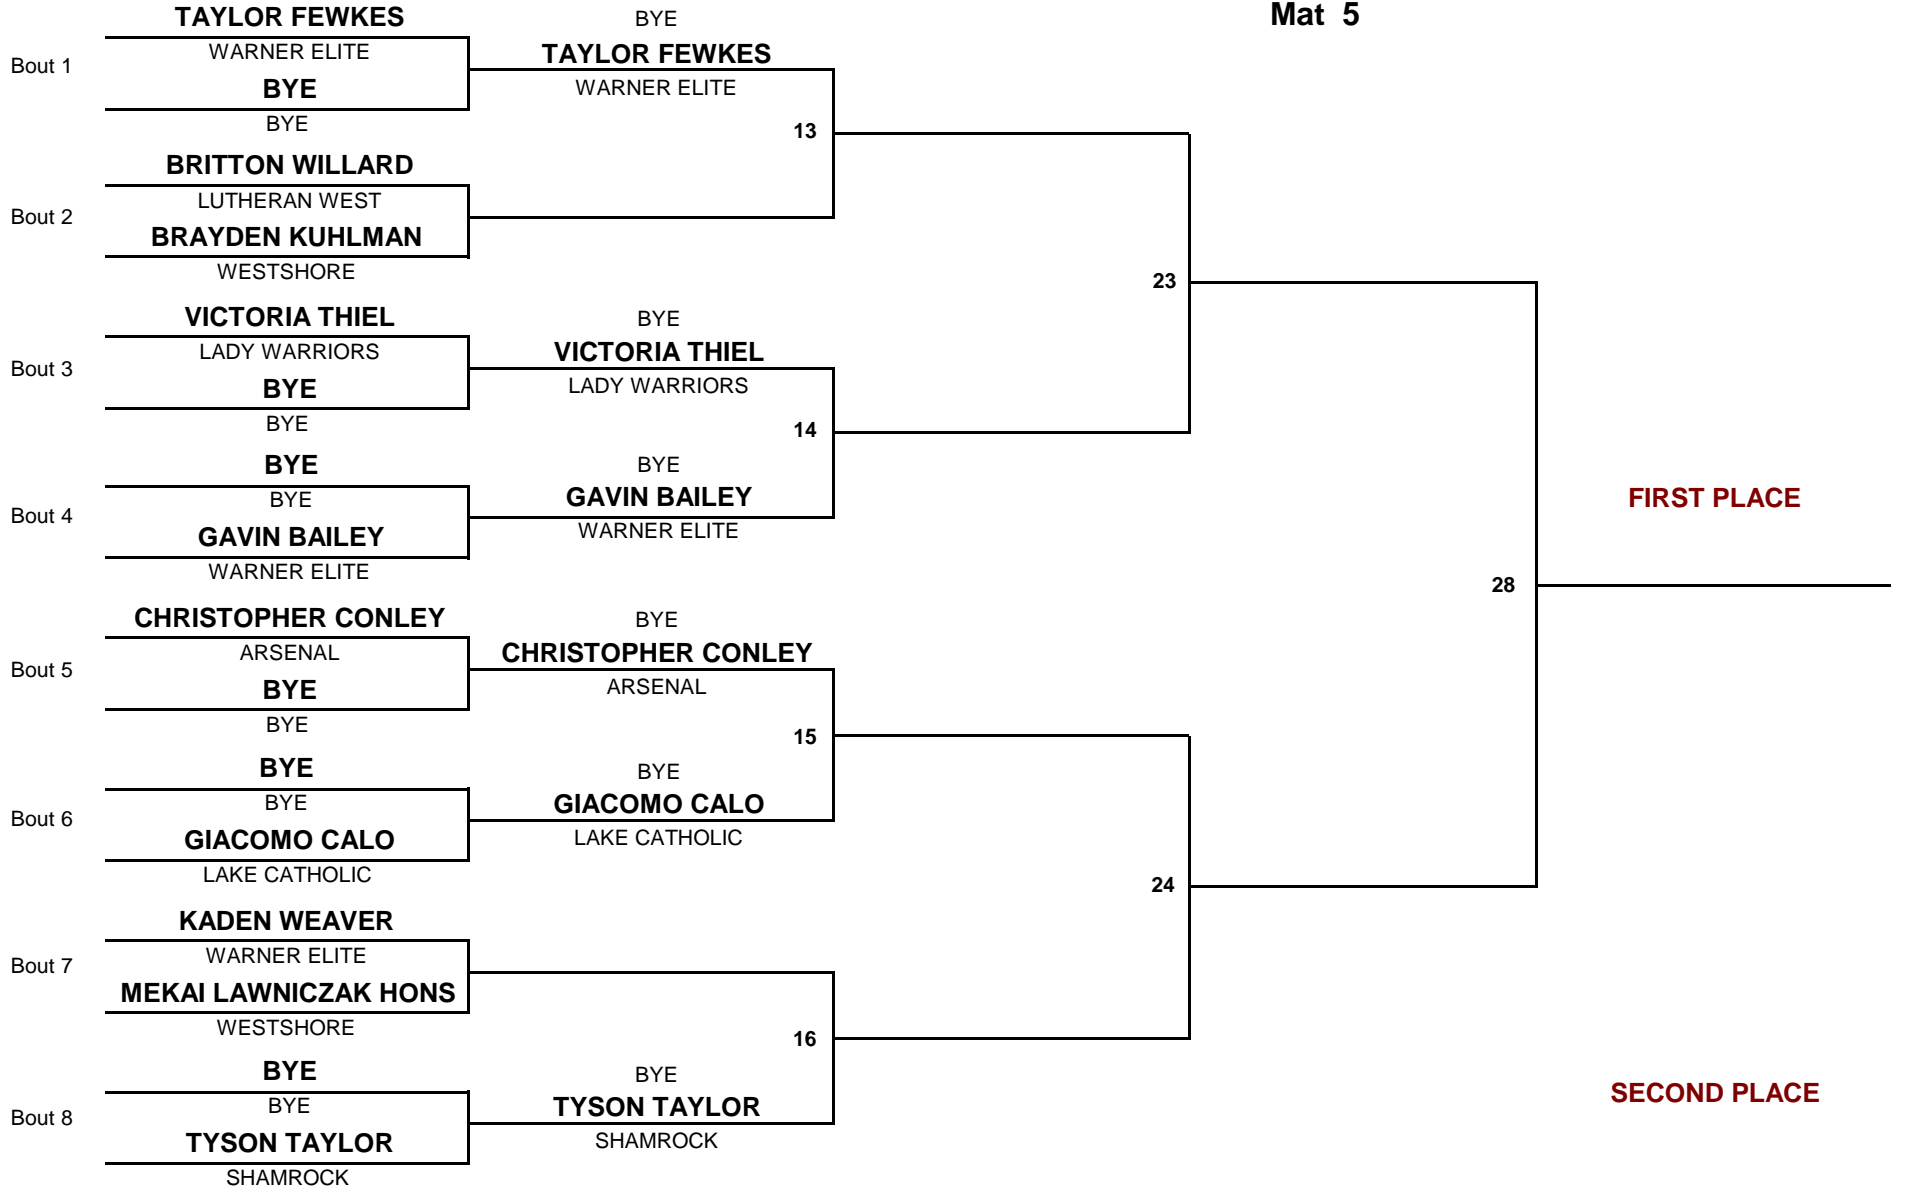 Mat 5
TAYLOR FEWKES
WARNER ELITE
Bout 1
BYE
BYE
BRITTON WILLARD
LUTHERAN WEST
Bout 2
BRAYDEN KUHLMAN
WESTSHORE
VICTORIA THIEL
LADY WARRIORS
Bout 3
BYE
BYE
BYE
BYE
Bout 4
GAVIN BAILEY
WARNER ELITE
CHRISTOPHER CONLEY
ARSENAL
Bout 5
BYE
BYE
BYE
BYE
Bout 6
GIACOMO CALO
LAKE CATHOLIC
KADEN WEAVER
WARNER ELITE
Bout 7
MEKAI LAWNICZAK HONS
WESTSHORE
BYE
BYE
Bout 8
TYSON TAYLOR
SHAMROCK
BYE
TAYLOR FEWKES
WARNER ELITE
13
BYE
VICTORIA THIEL
LADY WARRIORS
14
BYE
GAVIN BAILEY
WARNER ELITE
BYE
CHRISTOPHER CONLEY
ARSENAL
15
BYE
GIACOMO CALO
LAKE CATHOLIC
16
BYE
TYSON TAYLOR
SHAMROCK
23
24
28
FIRST PLACE
SECOND PLACE